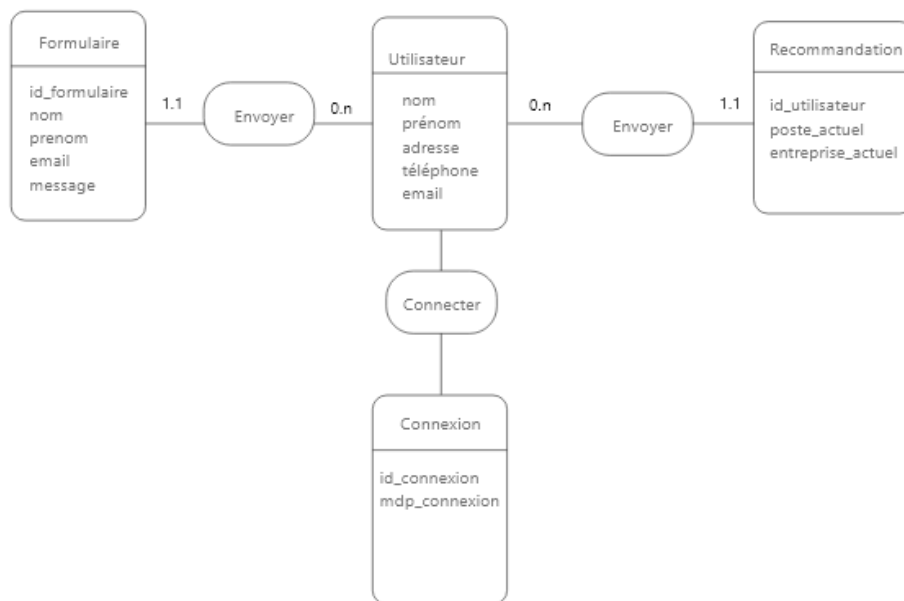 Formulaire
id_formulaire
nom
prenom
email
message
1.1
Envoyer
0.n
Utilisateur
nom
prénom
adresse
téléphone
email
0.n
Envoyer
1.1
Recommandation
id_utilisateur
poste_actuel
entreprise_actuel
Connecter
Connexion
id_connexion
mdp_connexion